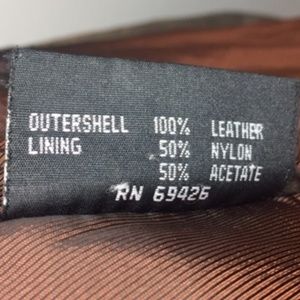 OUTERSHELL 100% LEATHER
LINING 50% NYLON
50% ACETATE
RN 69426